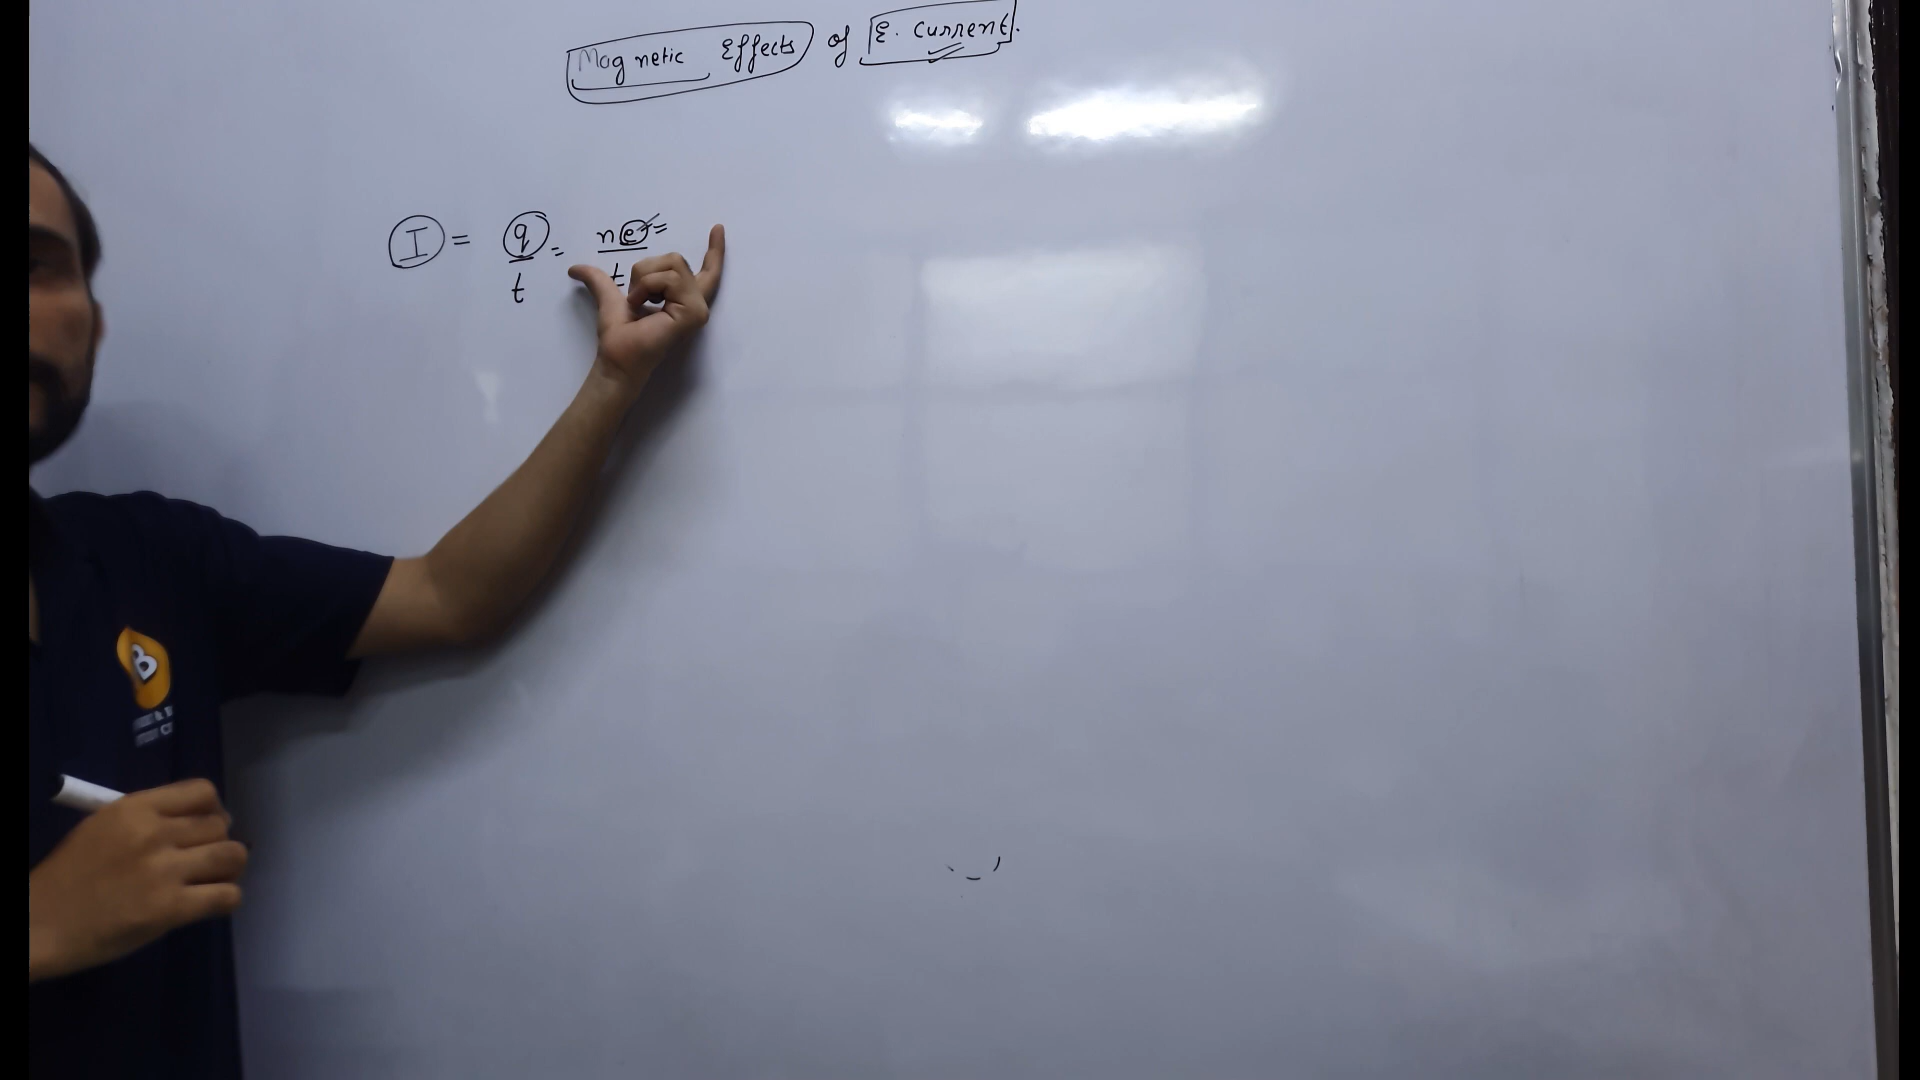 Magnetic Effects of E. Current.
I = q/t = ne/t =
B